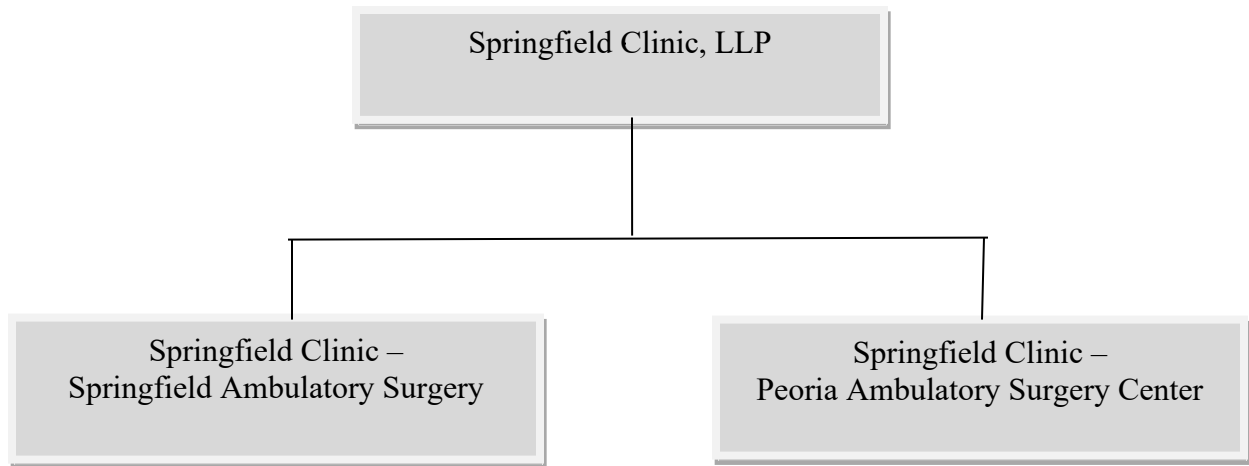 Springfield Clinic, LLP
Springfield Clinic –
Springfield Ambulatory Surgery
Springfield Clinic –
Peoria Ambulatory Surgery Center